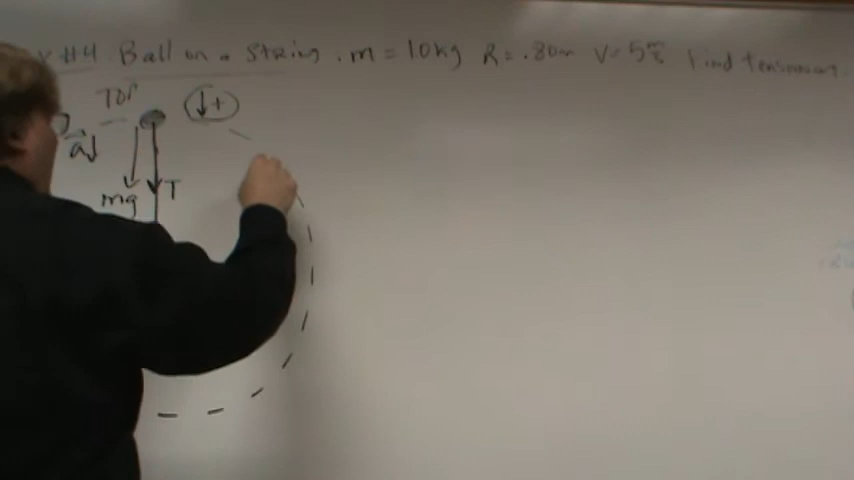 #4. Ball on a String. m = 1.0kg R = .80m V = 5 m/s Find tension
TOP
↓+
a↓
mg
T